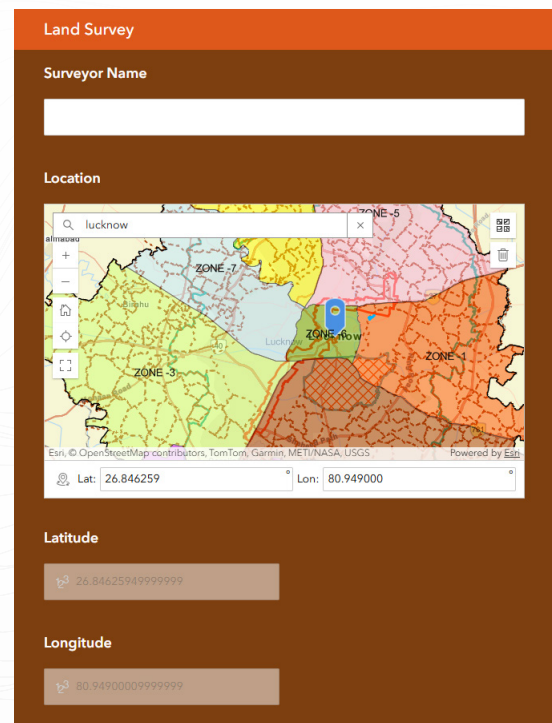 Land Survey
Surveyor Name
Location
lucknow
ZONE -5
ZONE -7
Lucknow
ZONE -6
ZONE -1
ZONE -3
Esri, © OpenStreetMap contributors, TomTom, Garmin, METI/NASA, USGS
Powered by Esri
Lat: 26.846259 ° Lon: 80.949000 °
Latitude
26.84625949999999
Longitude
80.94900009999999